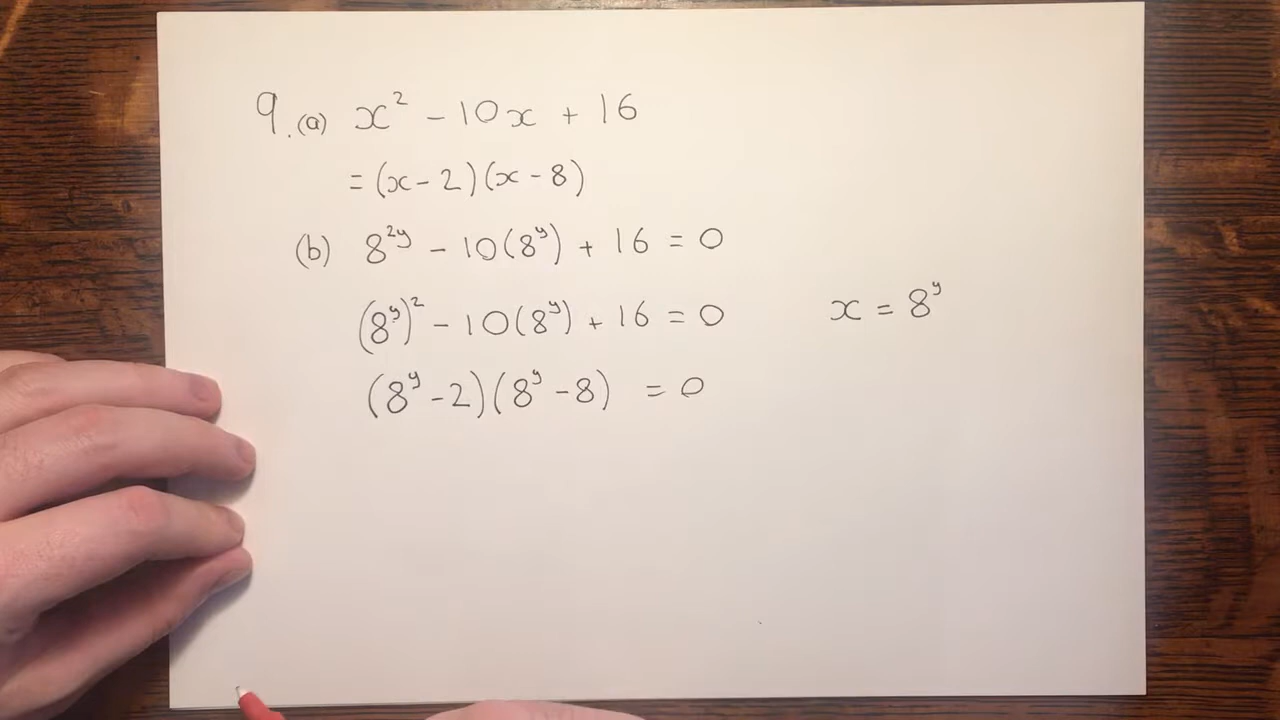 9.(a) x² - 10x + 16
= (x - 2)(x - 8)
(b) 8^{2y} - 10(8^y) + 16 = 0
(8^y)² - 10(8^y) + 16 = 0 x = 8^y
(8^y - 2)(8^y - 8) = 0